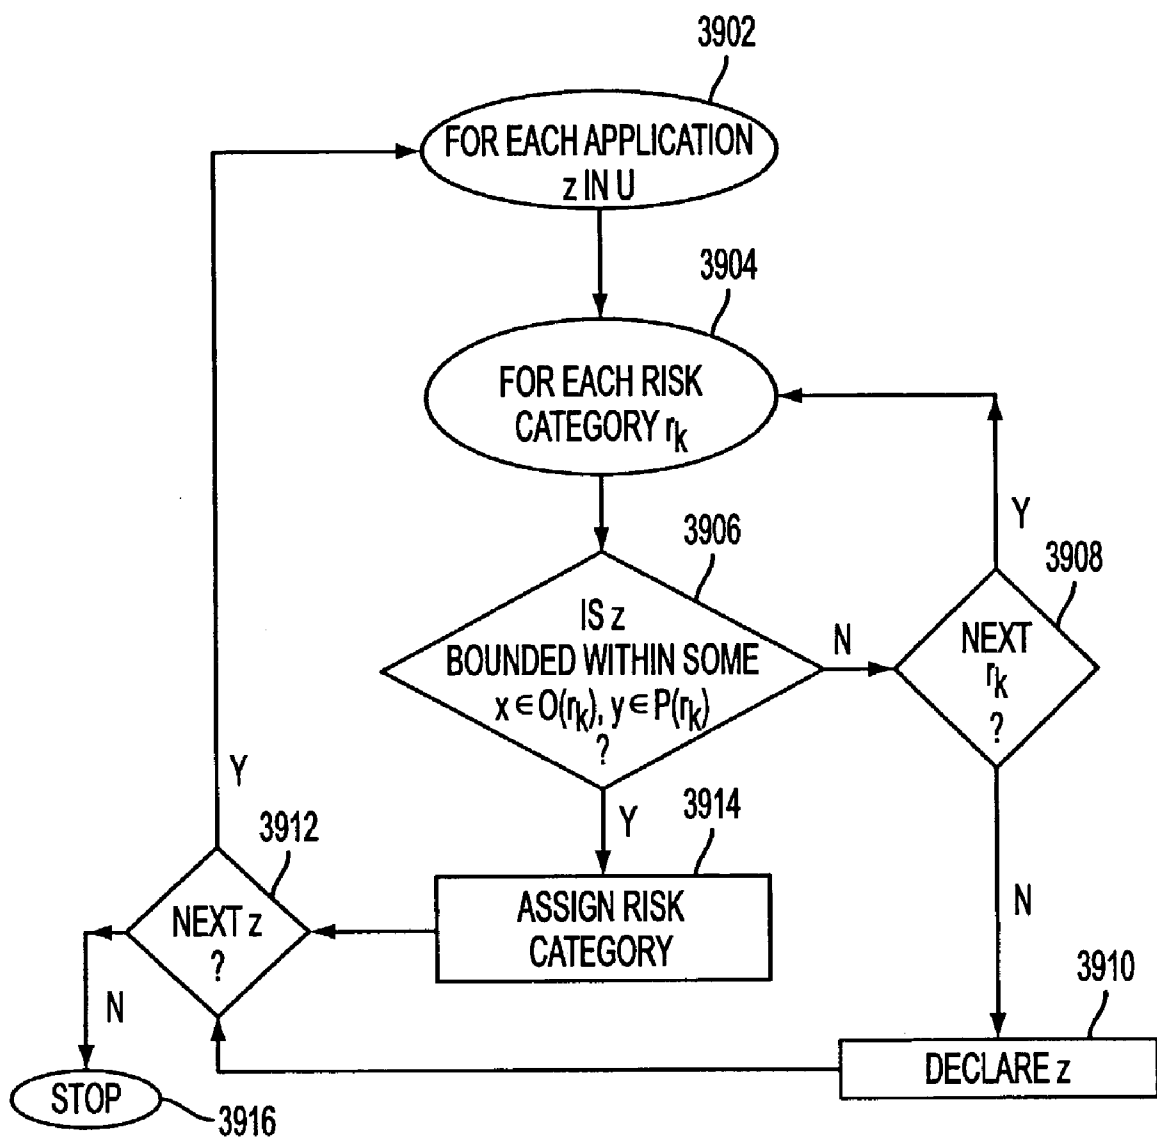 3902
FOR EACH APPLICATION
z IN U
3904
FOR EACH RISK
CATEGORY rk
3906
IS z
BOUNDED WITHIN SOME
x ∈ O(rk), y ∈ P(rk)
?
N
Y
3908
NEXT
rk
?
Y
N
3914
ASSIGN RISK
CATEGORY
3912
NEXT z
?
Y
N
3910
DECLARE z
STOP
3916